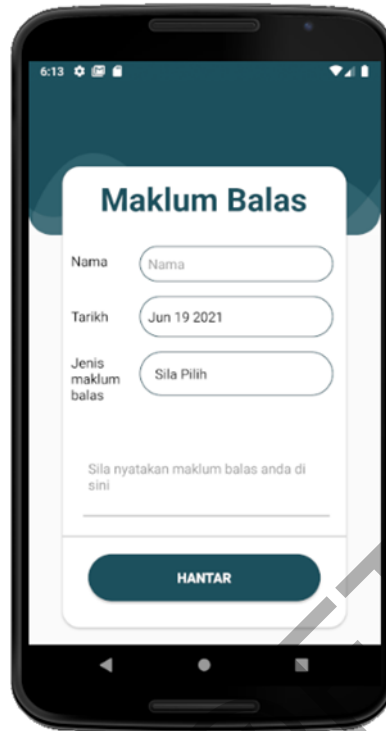 6:13
Maklum Balas
Nama
Nama
Tarikh
Jun 19 2021
Jenis
maklum
balas
Sila Pilih
Sila nyatakan maklum balas anda di
sini
HANTAR